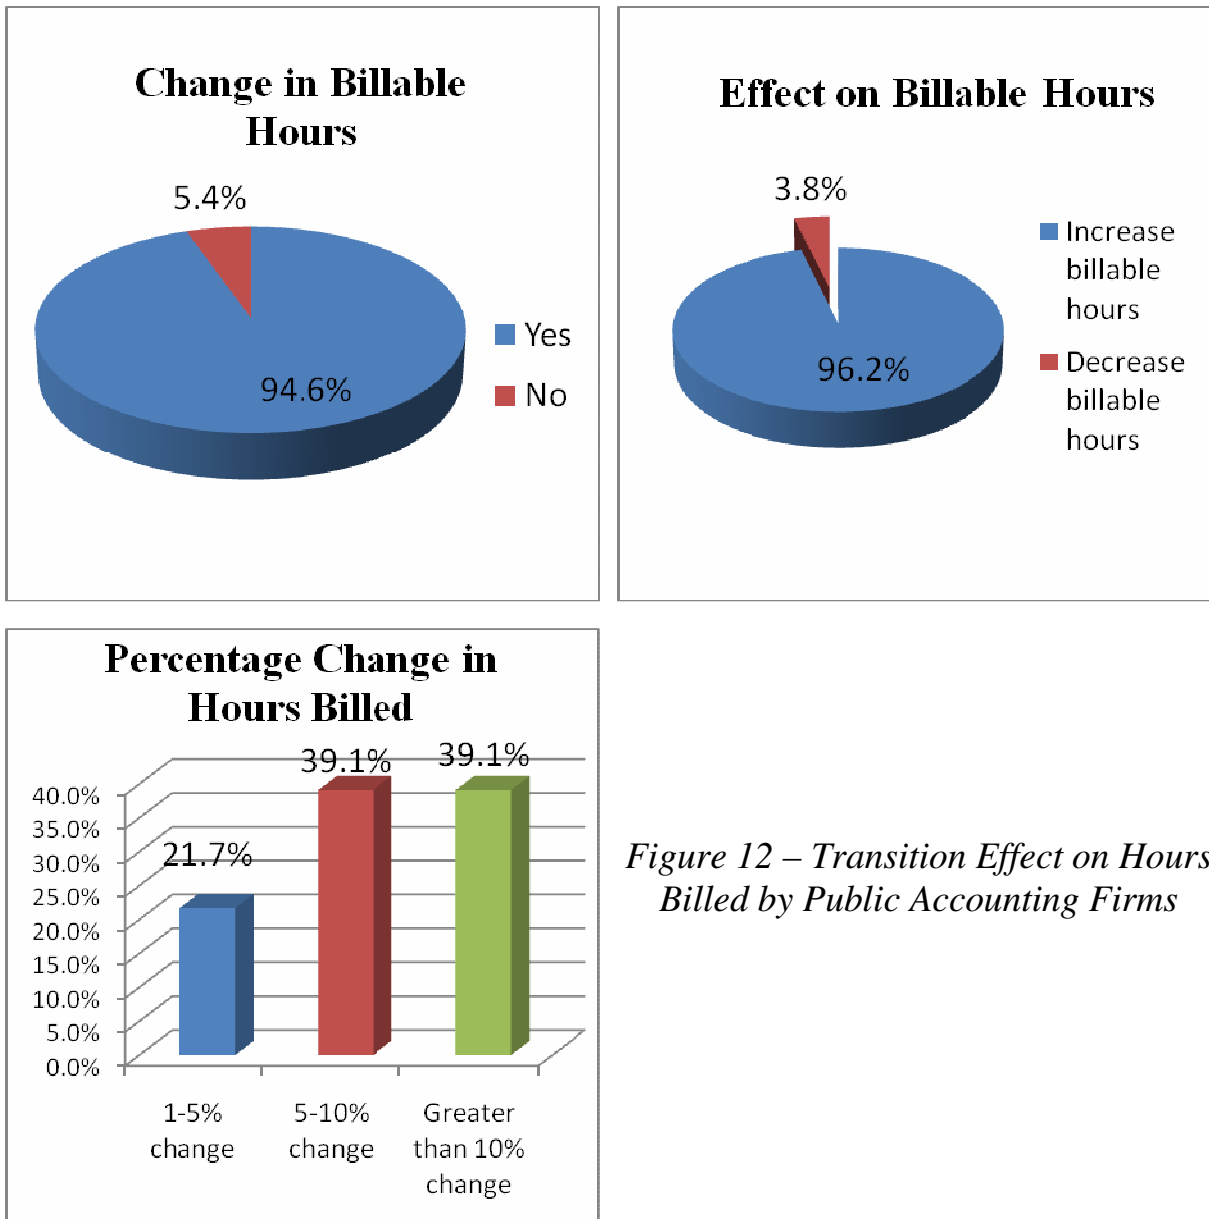 Change in Billable
Hours
5.4%
94.6%
Yes
No
Effect on Billable Hours
3.8%
96.2%
Increase
billable
hours
Decrease
billable
hours
Percentage Change in
Hours Billed
40.0%
35.0%
30.0%
25.0%
20.0%
15.0%
10.0%
5.0%
0.0%
21.7%
39.1%
39.1%
1-5%
change
5-10%
change
Greater
than 10%
change
Figure 12 – Transition Effect on Hours
Billed by Public Accounting Firms